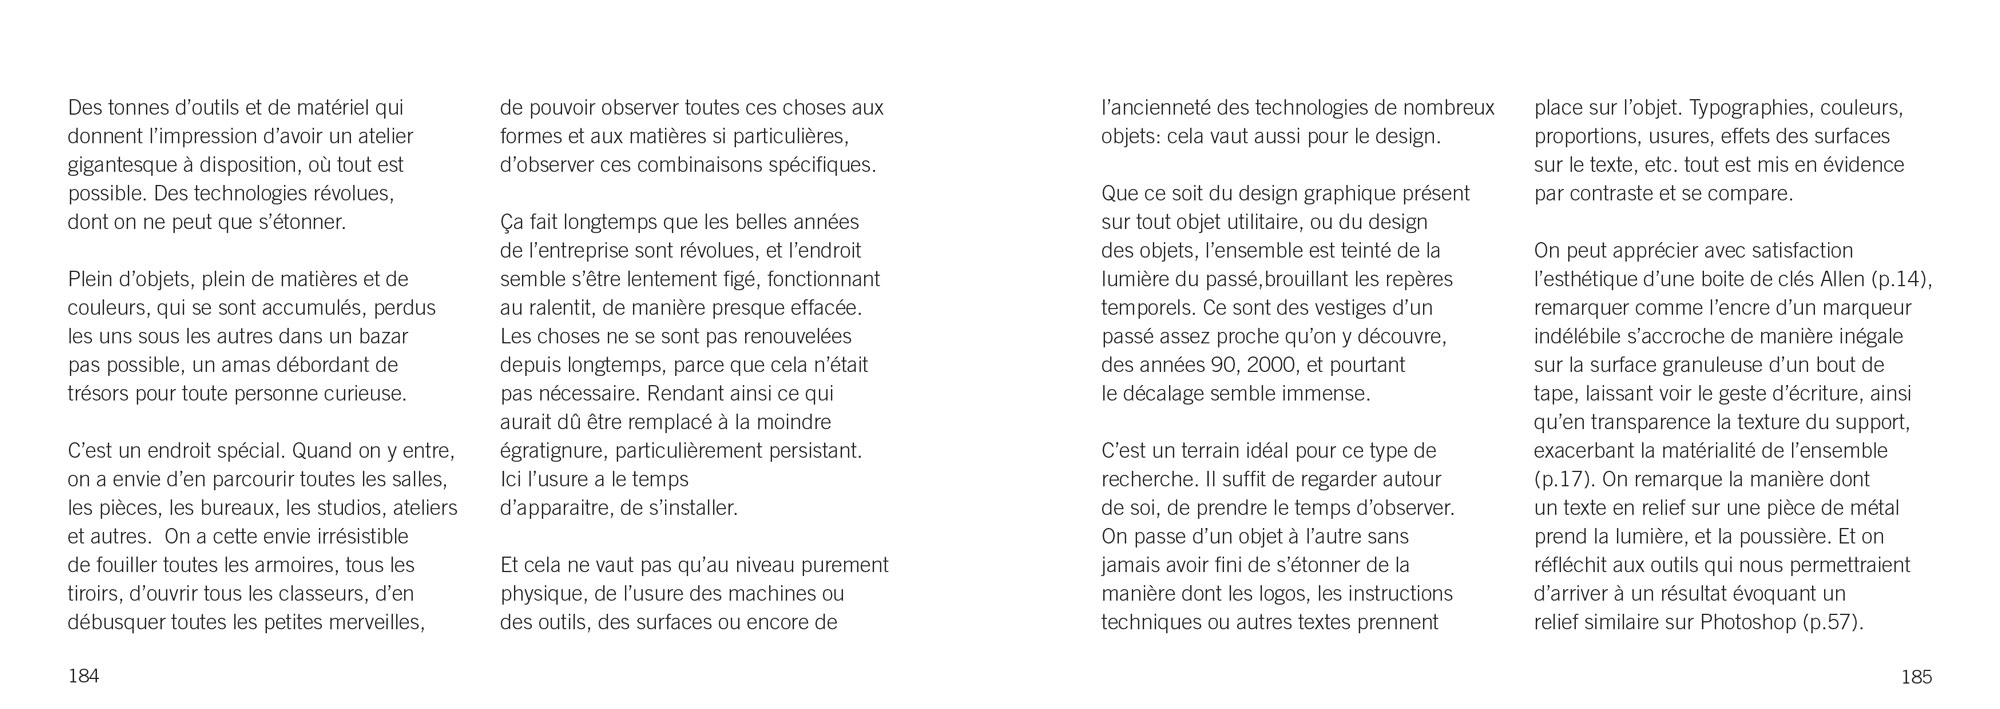 Des tonnes d’outils et de matériel qui
donnent l’impression d’avoir un atelier
gigantesque à disposition, où tout est
possible. Des technologies révolues,
dont on ne peut que s’étonner.

Plein d’objets, plein de matières et de
couleurs, qui se sont accumulés, perdus
les uns sous les autres dans un bazar
pas possible, un amas débordant de
trésors pour toute personne curieuse.

C’est un endroit spécial. Quand on y entre,
on a envie d’en parcourir toutes les salles,
les pièces, les bureaux, les studios, ateliers
et autres.  On a cette envie irrésistible
de fouiller toutes les armoires, tous les
tiroirs, d’ouvrir tous les classeurs, d’en
débusquer toutes les petites merveilles,
de pouvoir observer toutes ces choses aux
formes et aux matières si particulières,
d’observer ces combinaisons spécifiques.

Ça fait longtemps que les belles années
de l’entreprise sont révolues, et l’endroit
semble s’être lentement figé, fonctionnant
au ralentit, de manière presque effacée.
Les choses ne se sont pas renouvelées
depuis longtemps, parce que cela n’était
pas nécessaire. Rendant ainsi ce qui
aurait dû être remplacé à la moindre
égratignure, particulièrement persistant.
Ici l’usure a le temps
d’apparaitre, de s’installer.

Et cela ne vaut pas qu’au niveau purement
physique, de l’usure des machines ou
des outils, des surfaces ou encore de
184
l’ancienneté des technologies de nombreux
objets: cela vaut aussi pour le design.

Que ce soit du design graphique présent
sur tout objet utilitaire, ou du design
des objets, l’ensemble est teinté de la
lumière du passé,brouillant les repères
temporels. Ce sont des vestiges d’un
passé assez proche qu’on y découvre,
des années 90, 2000, et pourtant
le décalage semble immense.

C’est un terrain idéal pour ce type de
recherche. Il suffit de regarder autour
de soi, de prendre le temps d’observer.
On passe d’un objet à l’autre sans
jamais avoir fini de s’étonner de la
manière dont les logos, les instructions
techniques ou autres textes prennent
place sur l’objet. Typographies, couleurs,
proportions, usures, effets des surfaces
sur le texte, etc. tout est mis en évidence
par contraste et se compare.

On peut apprécier avec satisfaction
l’esthétique d’une boite de clés Allen (p.14),
remarquer comme l’encre d’un marqueur
indélébile s’accroche de manière inégale
sur la surface granuleuse d’un bout de
tape, laissant voir le geste d’écriture, ainsi
qu’en transparence la texture du support,
exacerbant la matérialité de l’ensemble
(p.17). On remarque la manière dont
un texte en relief sur une pièce de métal
prend la lumière, et la poussière. Et on
réfléchit aux outils qui nous permettraient
d’arriver à un résultat évoquant un
relief similaire sur Photoshop (p.57).
185